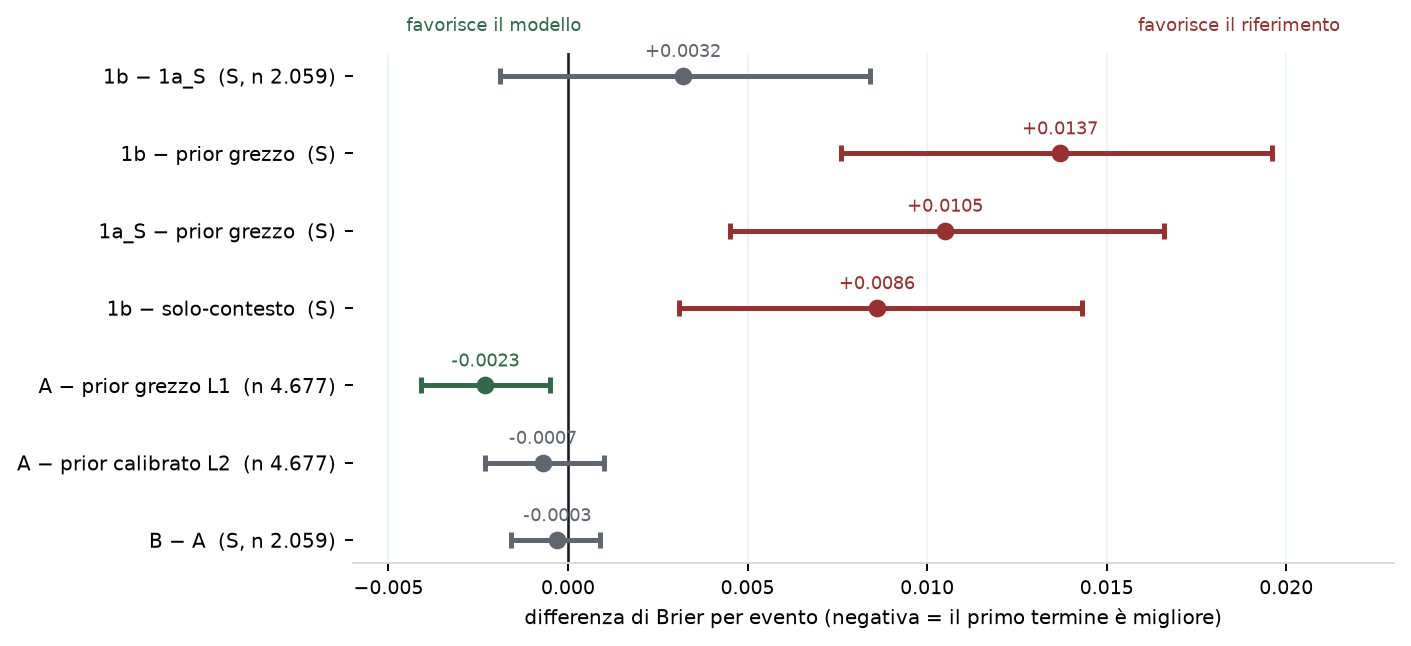 favorisce il modello
favorisce il riferimento
1b − 1a_S (S, n 2.059)
+0.0032
1b − prior grezzo (S)
+0.0137
1a_S − prior grezzo (S)
+0.0105
1b − solo-contesto (S)
+0.0086
A − prior grezzo L1 (n 4.677)
-0.0023
A − prior calibrato L2 (n 4.677)
-0.0007
B − A (S, n 2.059)
-0.0003
−0.005 0.000 0.005 0.010 0.015 0.020
differenza di Brier per evento (negativa = il primo termine è migliore)